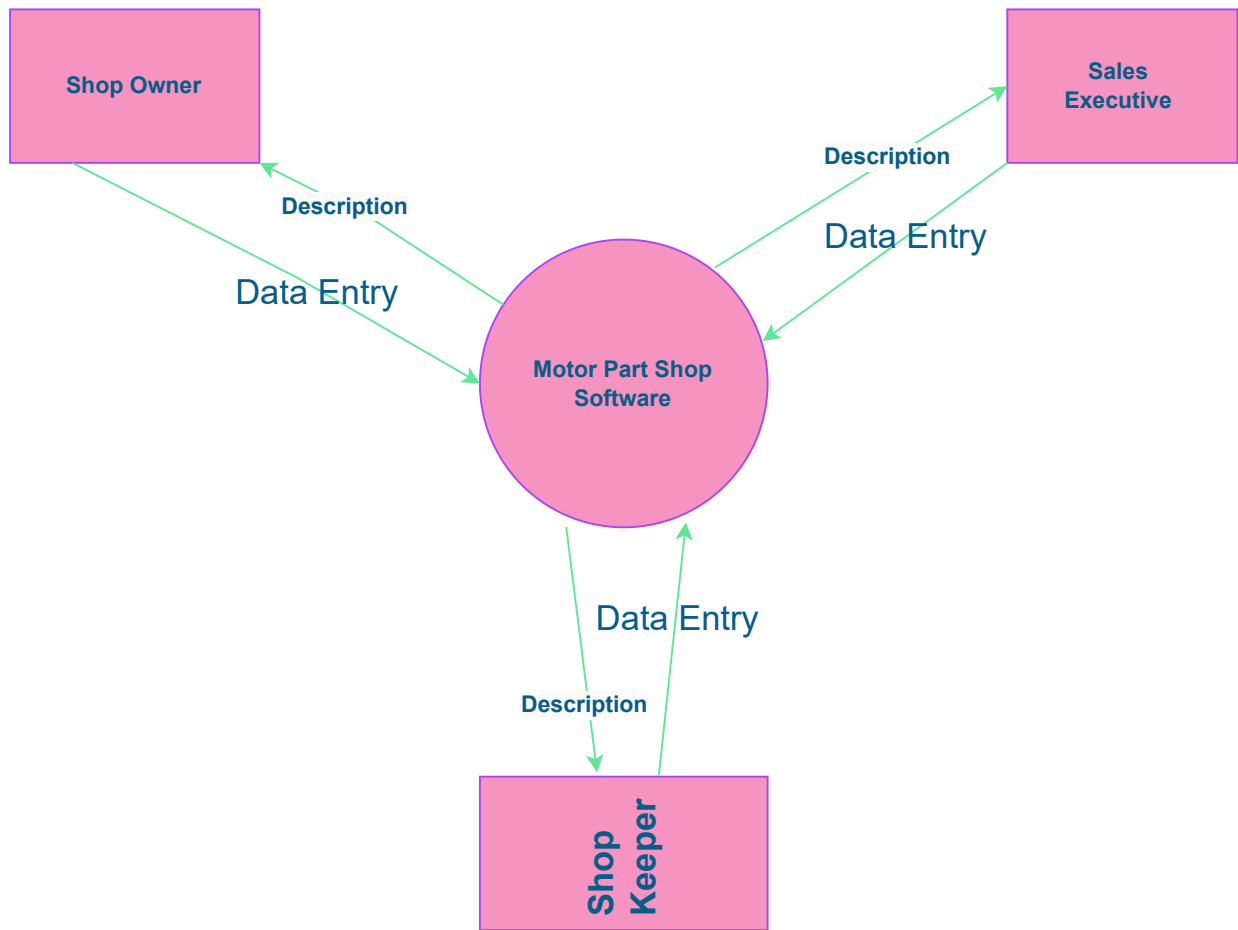 Shop Owner
Sales
Executive
Description
Description
Data Entry
Data Entry
Motor Part Shop
Software
Data Entry
Description
Shop
Keeper